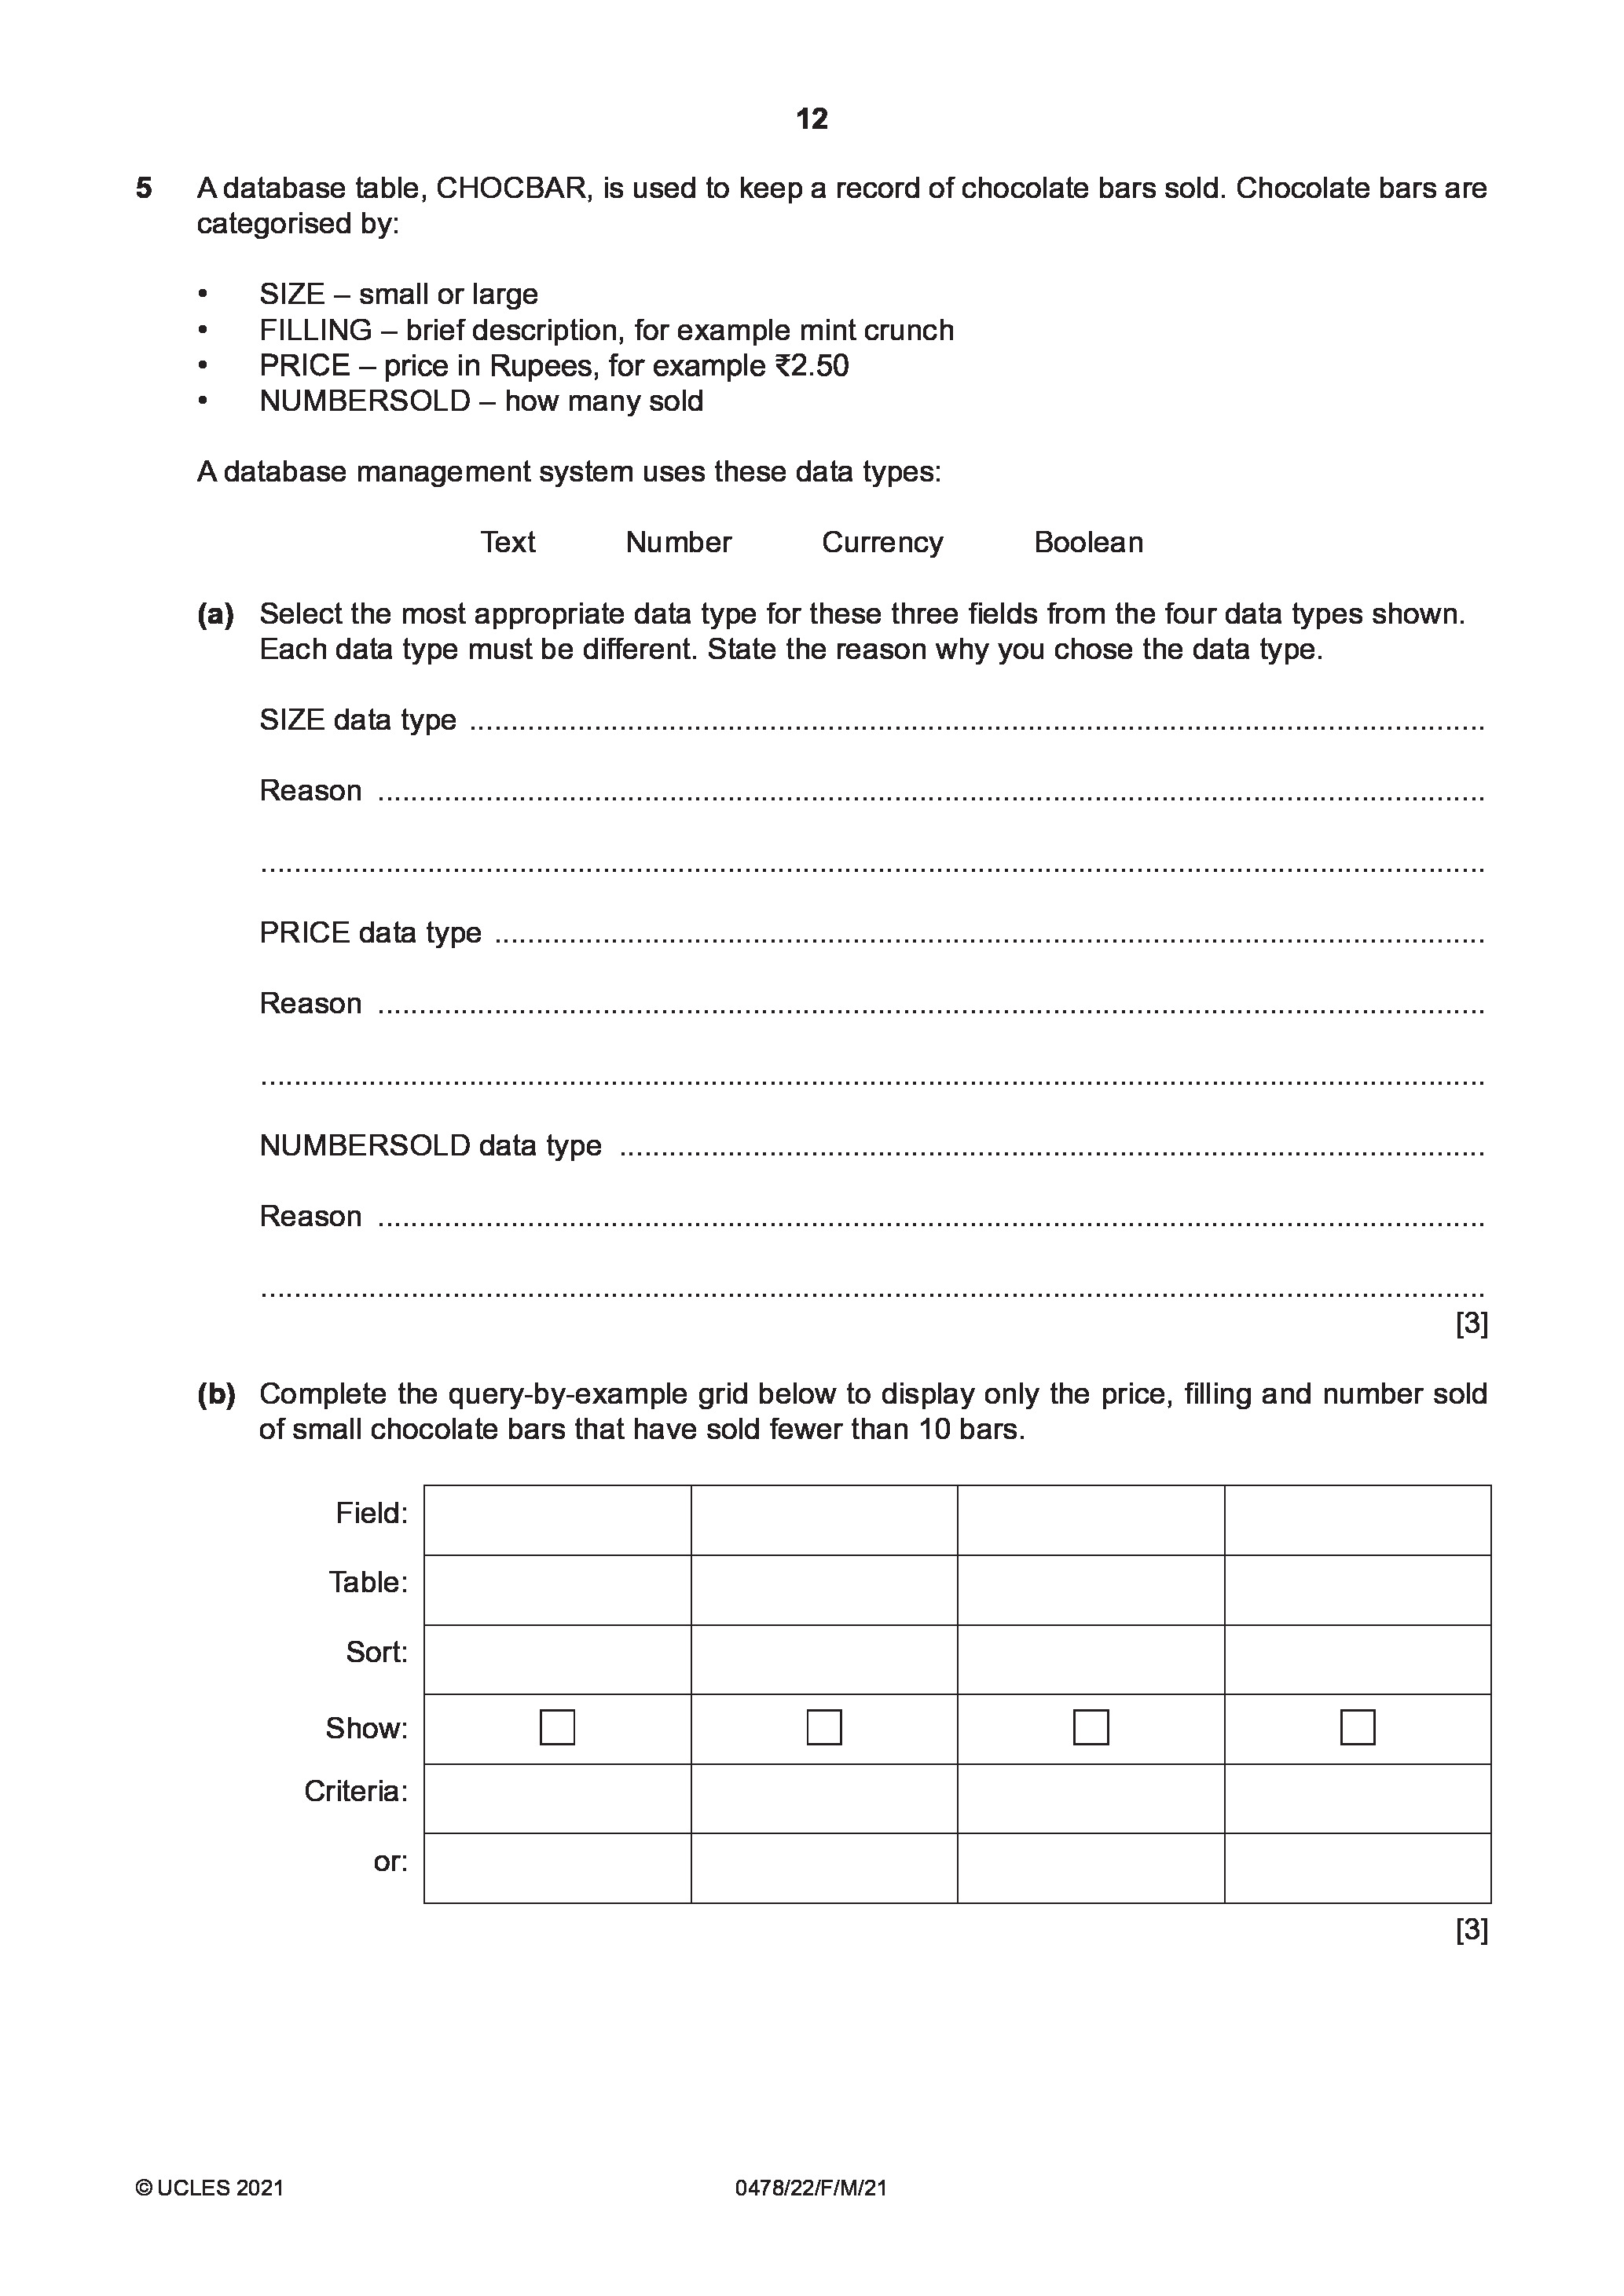 12
5 A database table, CHOCBAR, is used to keep a record of chocolate bars sold. Chocolate bars are
categorised by:
• SIZE – small or large
• FILLING – brief description, for example mint crunch
• PRICE – price in Rupees, for example ₹2.50
• NUMBERSOLD – how many sold
A database management system uses these data types:
Text Number Currency Boolean
(a) Select the most appropriate data type for these three fields from the four data types shown.
Each data type must be different. State the reason why you chose the data type.
SIZE data type ..........................................................................................................................
Reason .....................................................................................................................................
...................................................................................................................................................
PRICE data type .......................................................................................................................
Reason .....................................................................................................................................
...................................................................................................................................................
NUMBERSOLD data type ........................................................................................................
Reason .....................................................................................................................................
...................................................................................................................................................
[3]
(b) Complete the query-by-example grid below to display only the price, filling and number sold
of small chocolate bars that have sold fewer than 10 bars.
Field:
Table:
Sort:
Show:
Criteria:
or:
[3]
© UCLES 2021 0478/22/F/M/21